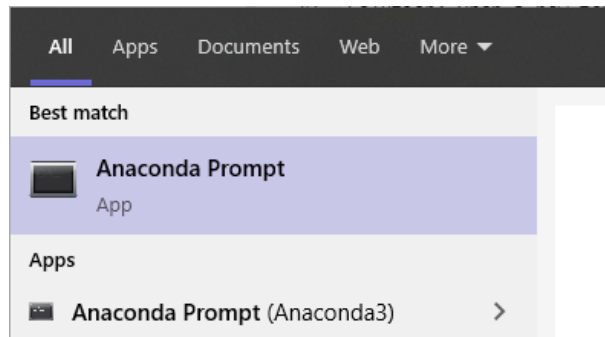 All Apps Documents Web More
Best match
Anaconda Prompt
App
Apps
Anaconda Prompt (Anaconda3)